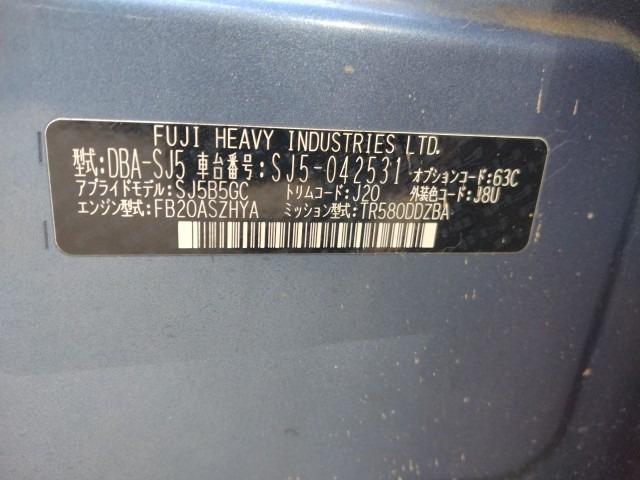 FUJI HEAVY INDUSTRIES LTD.
型式:DBA-SJ5 車台番号:SJ5-042531 オプションコード:63C
アプライドモデル:SJ5B5GC トリムコード:J20 外装色コード:J8U
エンジン型式:FB20ASZHYA ミッション型式:TR580DDZBA